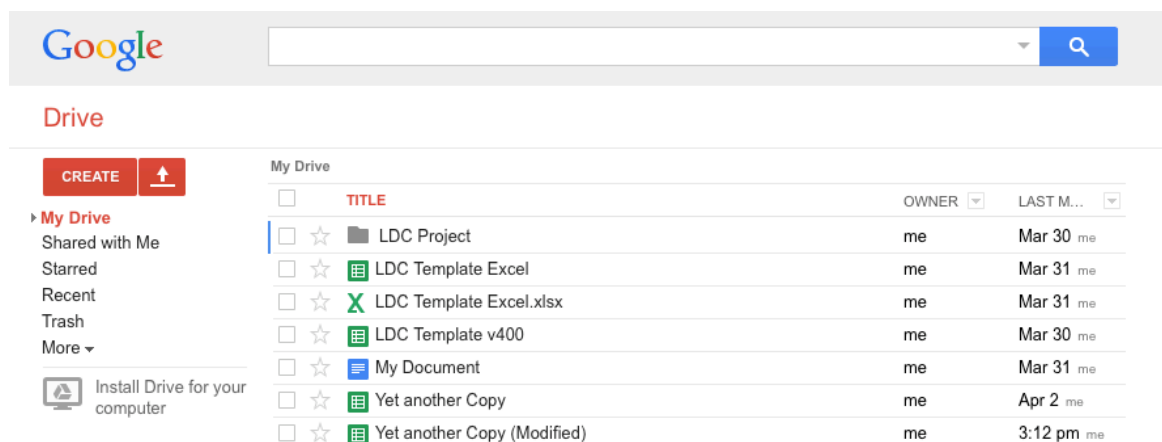 Google
Drive
CREATE
My Drive
Shared with Me
Starred
Recent
Trash
More
Install Drive for your
computer
My Drive
TITLE OWNER LAST M...
LDC Project me Mar 30 me
LDC Template Excel me Mar 31 me
LDC Template Excel.xlsx me Mar 31 me
LDC Template v400 me Mar 30 me
My Document me Mar 31 me
Yet another Copy me Apr 2 me
Yet another Copy (Modified) me 3:12 pm me